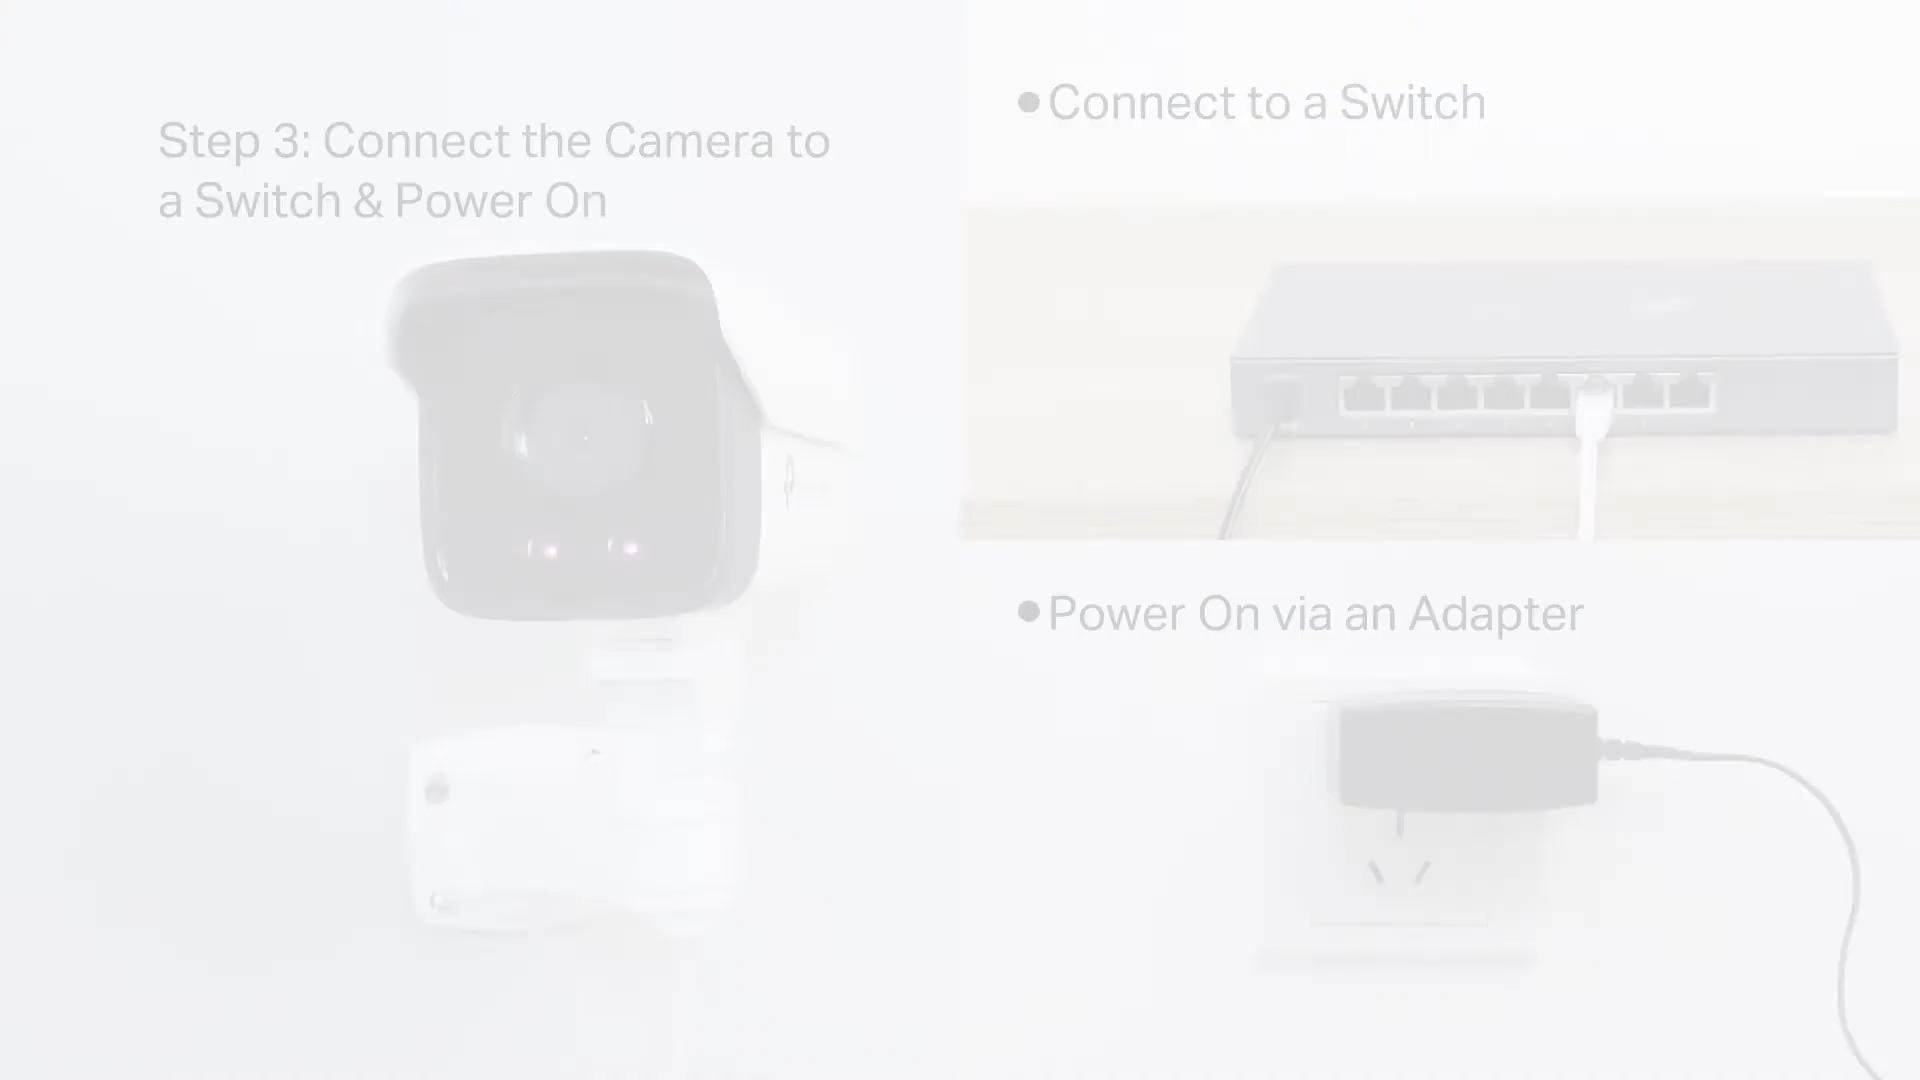 Step 3: Connect the Camera to
a Switch & Power On
Connect to a Switch
Power On via an Adapter